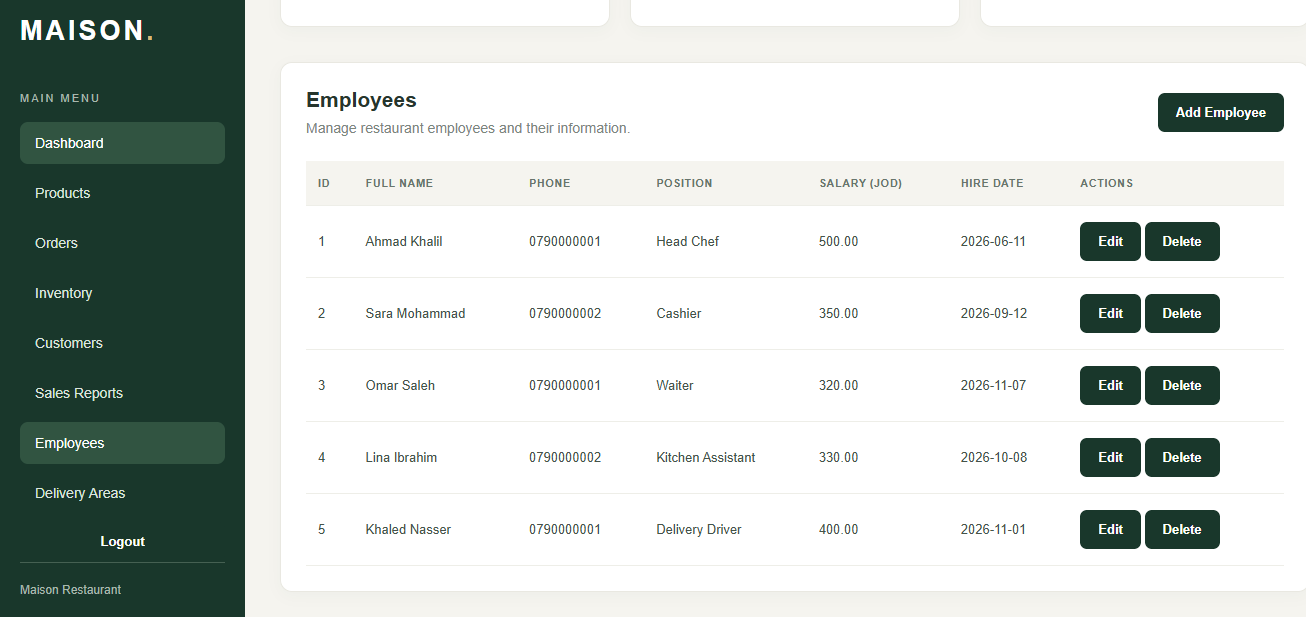 MAISON.
MAIN MENU
Dashboard
Products
Orders
Inventory
Customers
Sales Reports
Employees
Delivery Areas
Logout
Maison Restaurant
Employees
Manage restaurant employees and their information.
Add Employee
ID FULL NAME PHONE POSITION SALARY (JOD) HIRE DATE ACTIONS
1 Ahmad Khalil 0790000001 Head Chef 500.00 2026-06-11 Edit Delete
2 Sara Mohammad 0790000002 Cashier 350.00 2026-09-12 Edit Delete
3 Omar Saleh 0790000001 Waiter 320.00 2026-11-07 Edit Delete
4 Lina Ibrahim 0790000002 Kitchen Assistant 330.00 2026-10-08 Edit Delete
5 Khaled Nasser 0790000001 Delivery Driver 400.00 2026-11-01 Edit Delete